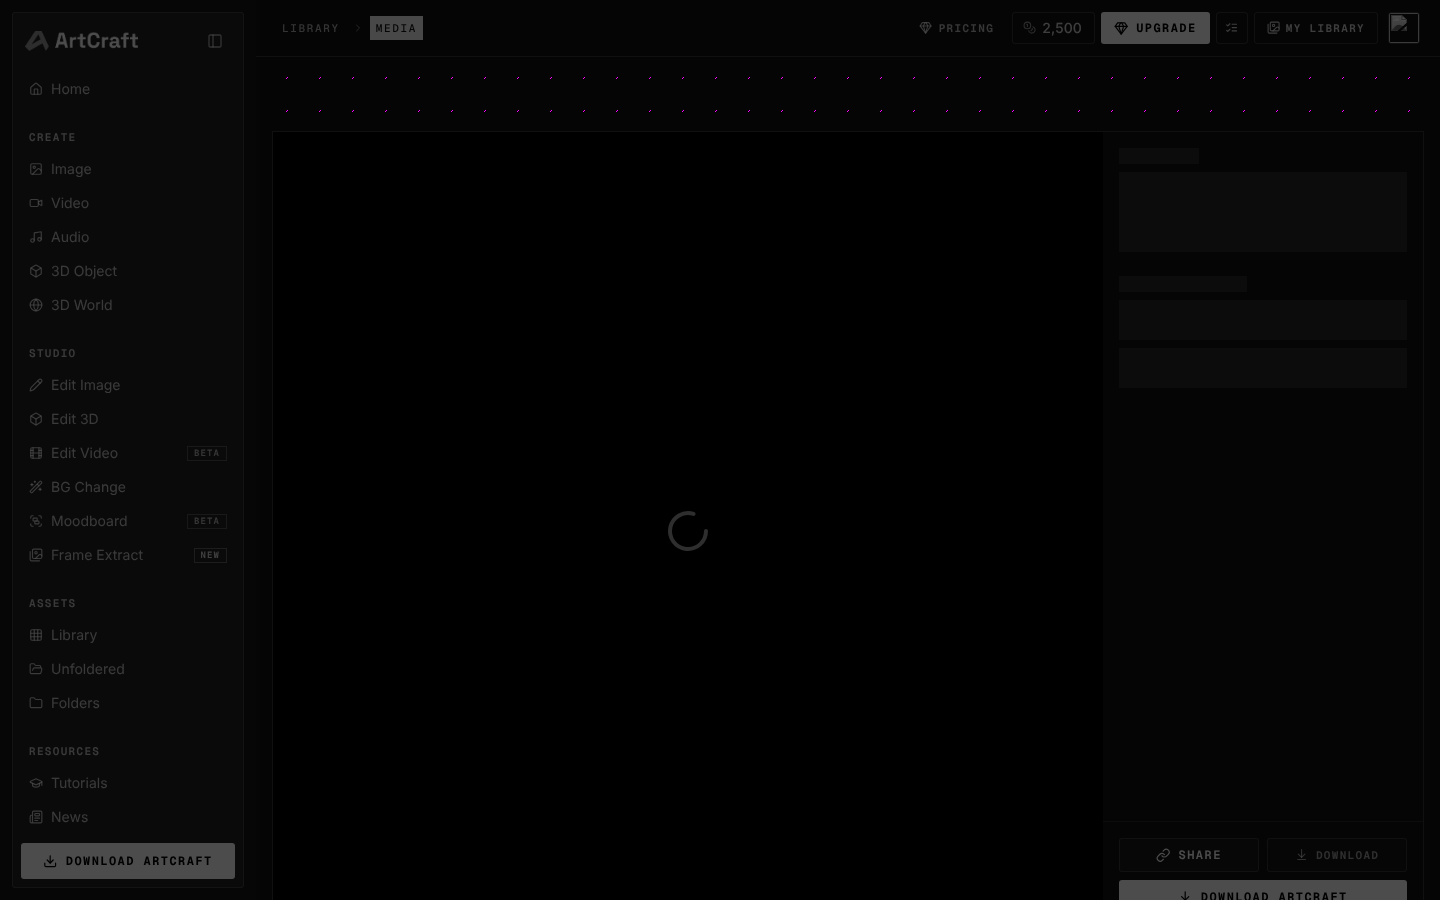 ArtCraft
LIBRARY
MEDIA
PRICING
2,500
UPGRADE
MY LIBRARY
Home
CREATE
Image
Video
Audio
3D Object
3D World
STUDIO
Edit Image
Edit 3D
Edit Video BETA
BG Change
Moodboard BETA
Frame Extract NEW
ASSETS
Library
Unfoldered
Folders
RESOURCES
Tutorials
News
DOWNLOAD ARTCRAFT
SHARE
DOWNLOAD
DOWNLOAD ARTCRAFT